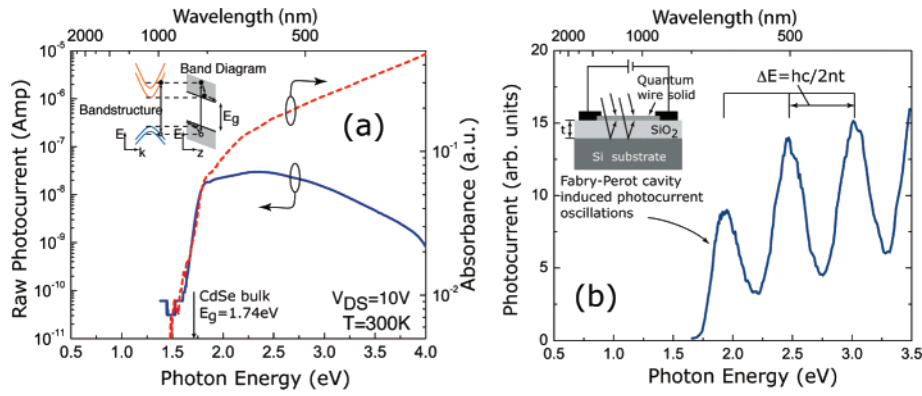 Wavelength (nm)
2000 1000 500
Raw Photocurrent (Amp)
10⁻⁵
10⁻⁶
10⁻⁷
10⁻⁸
10⁻⁹
10⁻¹⁰
10⁻¹¹
Band Diagram
Bandstructure
E
k
E
z
E_g
(a)
CdSe bulk
E_g=1.74eV
V_DS=10V
T=300K
10⁻¹
10⁻²
Absorbance (a.u.)
0.5 1.0 1.5 2.0 2.5 3.0 3.5 4.0
Photon Energy (eV)
Wavelength (nm)
2000 1000 500
Photocurrent (arb. units)
20
15
10
5
0
Quantum
wire solid
t
SiO₂
Si substrate
ΔE=hc/2nt
Fabry-Perot cavity
induced photocurrent
oscillations
(b)
0.5 1.0 1.5 2.0 2.5 3.0 3.5
Photon Energy (eV)